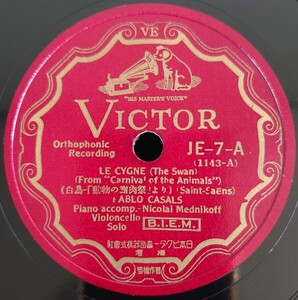 VE
"HIS MASTER'S VOICE"
VICTOR
Orthophonic
Recording
JE-7-A
(1143-A)
LE CYGNE (The Swan)
(From "Carnival of the Animals")
(白鳥-「動物の謝肉祭」より) (Saint-Saëns)
ABLO CASALS
Piano accomp.-Nicolai Mednikoff
Violoncello
Solo
B.I.E.M.